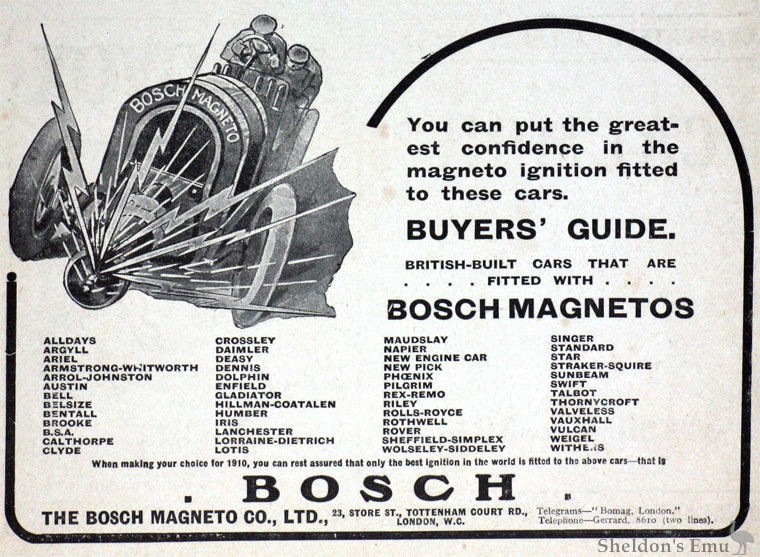 BOSCH MAGNETO
You can put the great-
est confidence in the
magneto ignition fitted
to these cars.
BUYERS' GUIDE.
BRITISH-BUILT CARS THAT ARE
. . . . FITTED WITH . . . .
BOSCH MAGNETOS
ALLDAYS
ARGYLL
ARIEL
ARMSTRONG-WHITWORTH
ARROL-JOHNSTON
AUSTIN
BELL
BELSIZE
BENTALL
BROOKE
B.S.A.
CALTHORPE
CLYDE
CROSSLEY
DAIMLER
DEASY
DENNIS
DOLPHIN
ENFIELD
GLADIATOR
HILLMAN-COATALEN
HUMBER
IRIS
LANCHESTER
LORRAINE-DIETRICH
LOTIS
MAUDSLAY
NAPIER
NEW ENGINE CAR
NEW PICK
PHŒNIX
PILGRIM
REX-REMO
RILEY
ROLLS-ROYCE
ROTHWELL
ROVER
SHEFFIELD-SIMPLEX
WOLSELEY-SIDDELEY
SINGER
STANDARD
STAR
STRAKER-SQUIRE
SUNBEAM
SWIFT
TALBOT
THORNYCROFT
VALVELESS
VAUXHALL
VULCAN
WEIGEL
WITHERS
When making your choice for 1910, you can rest assured that only the best ignition in the world is fitted to the above cars—that is
. BOSCH .
THE BOSCH MAGNETO CO., LTD., 23, STORE ST., TOTTENHAM COURT RD.,
LONDON, W.C.
Telegrams—"Bomag, London."
Telephone—Gerrard, 8610 (two lines).
Sheldon's Emu